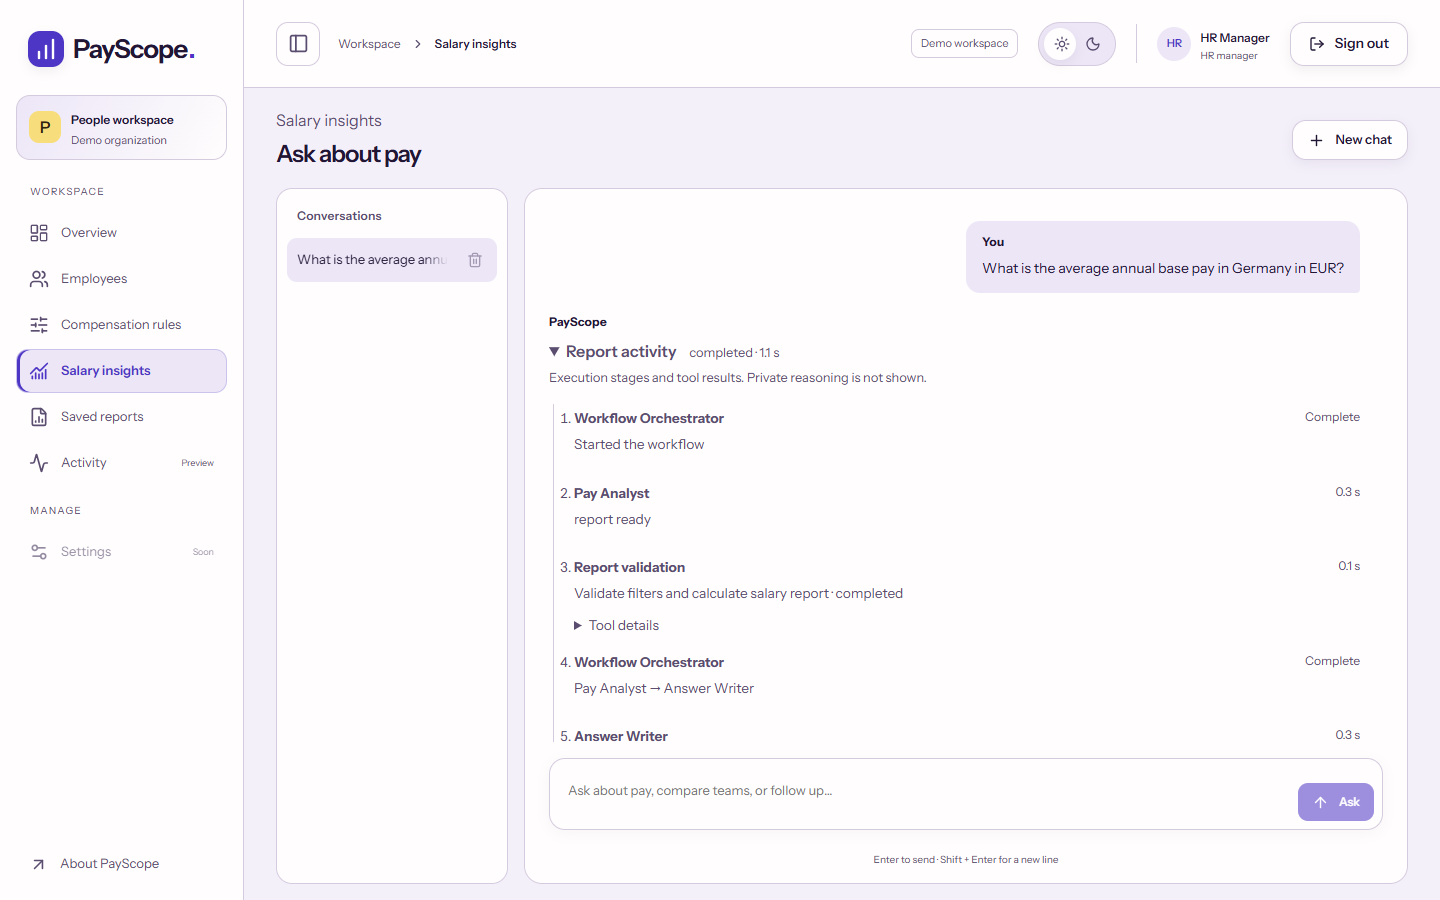 PayScope.
P
People workspace
Demo organization
WORKSPACE
Overview
Employees
Compensation rules
Salary insights
Saved reports
Activity
Preview
MANAGE
Settings
Soon
About PayScope
Workspace
Salary insights
Demo workspace
HR
HR Manager
HR manager
Sign out
Salary insights
Ask about pay
New chat
Conversations
What is the average annu
You
What is the average annual base pay in Germany in EUR?
PayScope
Report activity completed · 1.1 s
Execution stages and tool results. Private reasoning is not shown.
1. Workflow Orchestrator
Complete
Started the workflow
2. Pay Analyst
0.3 s
report ready
3. Report validation
0.1 s
Validate filters and calculate salary report · completed
Tool details
4. Workflow Orchestrator
Complete
Pay Analyst → Answer Writer
5. Answer Writer
0.3 s
Ask about pay, compare teams, or follow up...
Ask
Enter to send · Shift + Enter for a new line